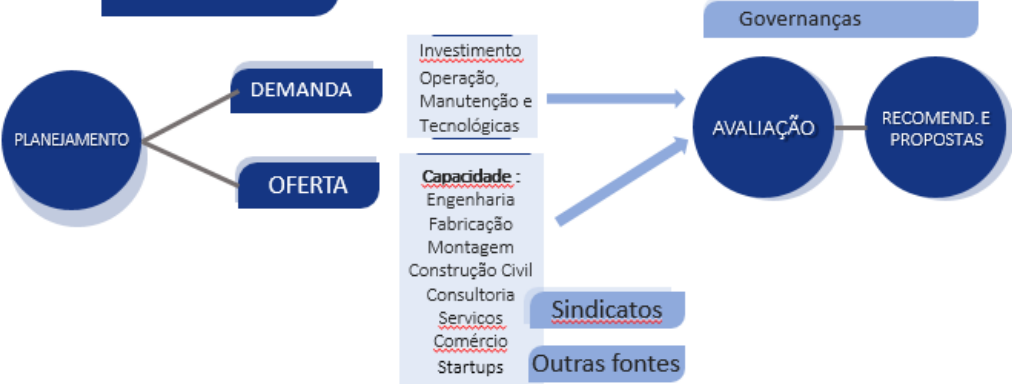 Governanças
PLANEJAMENTO
DEMANDA
OFERTA
Investimento
Operação,
Manutenção e
Tecnológicas
Capacidade :
Engenharia
Fabricação
Montagem
Construção Civil
Consultoria
Serviços
Comércio
Startups
Sindicatos
Outras fontes
AVALIAÇÃO
RECOMEND. E
PROPOSTAS